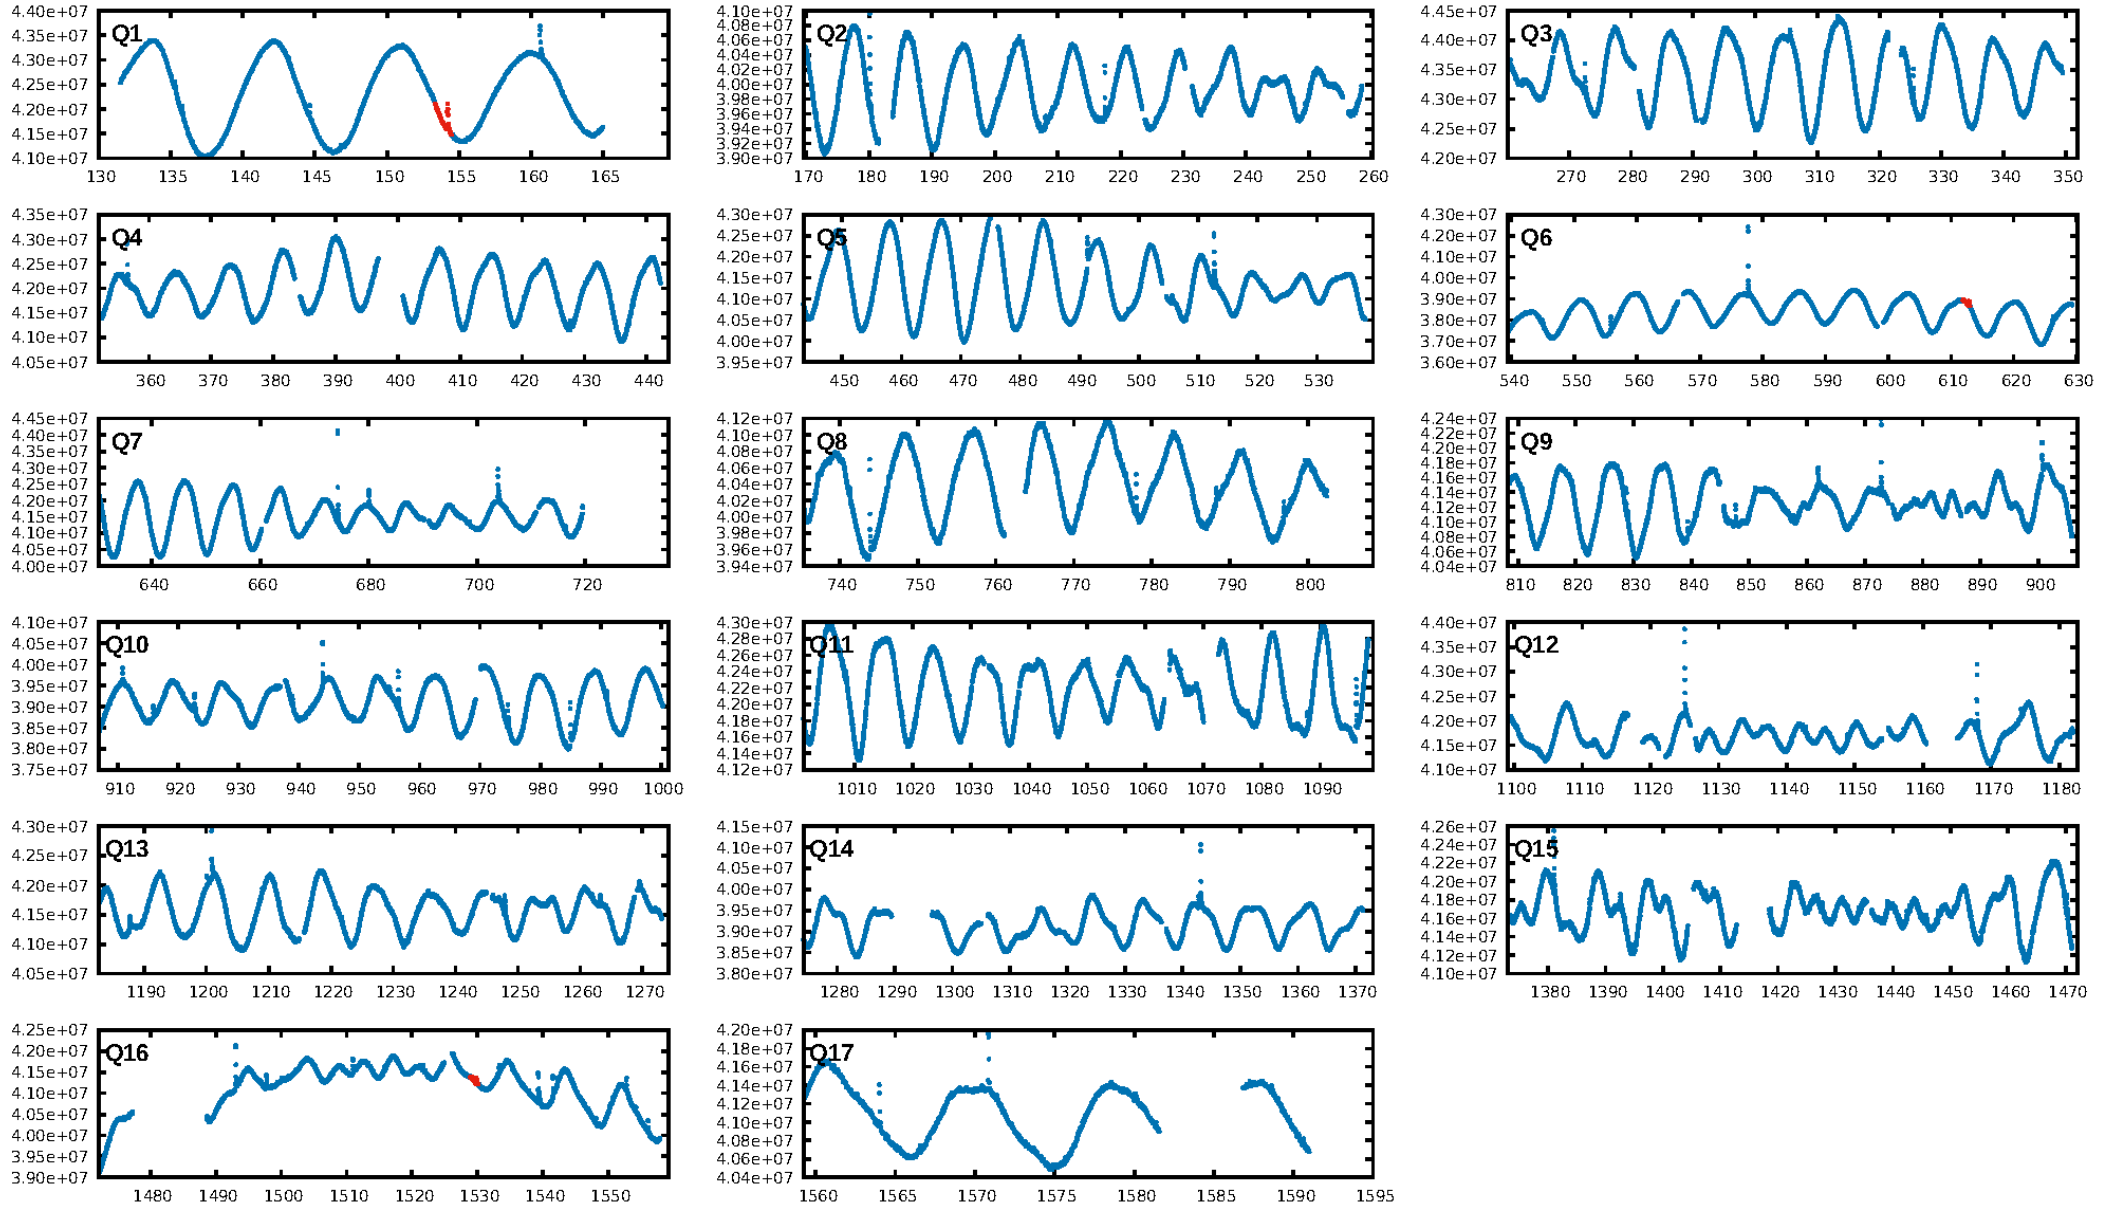 Q1
4.40e+07
4.35e+07
4.30e+07
4.25e+07
4.20e+07
4.15e+07
4.10e+07
130 135 140 145 150 155 160 165
Q2
4.10e+07
4.08e+07
4.06e+07
4.04e+07
4.02e+07
4.00e+07
3.98e+07
3.96e+07
3.94e+07
3.92e+07
3.90e+07
170 180 190 200 210 220 230 240 250 260
Q3
4.45e+07
4.40e+07
4.35e+07
4.30e+07
4.25e+07
4.20e+07
270 280 290 300 310 320 330 340 350
Q4
4.35e+07
4.30e+07
4.25e+07
4.20e+07
4.15e+07
4.10e+07
4.05e+07
360 370 380 390 400 410 420 430 440
Q5
4.30e+07
4.25e+07
4.20e+07
4.15e+07
4.10e+07
4.05e+07
4.00e+07
3.95e+07
450 460 470 480 490 500 510 520 530
Q6
4.30e+07
4.20e+07
4.10e+07
4.00e+07
3.90e+07
3.80e+07
3.70e+07
3.60e+07
540 550 560 570 580 590 600 610 620 630
Q7
4.45e+07
4.40e+07
4.35e+07
4.30e+07
4.25e+07
4.20e+07
4.15e+07
4.10e+07
4.05e+07
4.00e+07
640 660 680 700 720
Q8
4.12e+07
4.10e+07
4.08e+07
4.06e+07
4.04e+07
4.02e+07
4.00e+07
3.98e+07
3.96e+07
3.94e+07
740 750 760 770 780 790 800
Q9
4.24e+07
4.22e+07
4.20e+07
4.18e+07
4.16e+07
4.14e+07
4.12e+07
4.10e+07
4.08e+07
4.06e+07
4.04e+07
810 820 830 840 850 860 870 880 890 900
Q10
4.10e+07
4.05e+07
4.00e+07
3.95e+07
3.90e+07
3.85e+07
3.80e+07
3.75e+07
910 920 930 940 950 960 970 980 990 1000
Q11
4.30e+07
4.28e+07
4.26e+07
4.24e+07
4.22e+07
4.20e+07
4.18e+07
4.16e+07
4.14e+07
4.12e+07
1010 1020 1030 1040 1050 1060 1070 1080 1090
Q12
4.40e+07
4.35e+07
4.30e+07
4.25e+07
4.20e+07
4.15e+07
4.10e+07
1100 1110 1120 1130 1140 1150 1160 1170 1180
Q13
4.30e+07
4.25e+07
4.20e+07
4.15e+07
4.10e+07
4.05e+07
1190 1200 1210 1220 1230 1240 1250 1260 1270
Q14
4.15e+07
4.10e+07
4.05e+07
4.00e+07
3.95e+07
3.90e+07
3.85e+07
3.80e+07
1280 1290 1300 1310 1320 1330 1340 1350 1360 1370
Q15
4.26e+07
4.24e+07
4.22e+07
4.20e+07
4.18e+07
4.16e+07
4.14e+07
4.12e+07
4.10e+07
1380 1390 1400 1410 1420 1430 1440 1450 1460 1470
Q16
4.25e+07
4.20e+07
4.15e+07
4.10e+07
4.05e+07
4.00e+07
3.95e+07
3.90e+07
1480 1490 1500 1510 1520 1530 1540 1550
Q17
4.20e+07
4.18e+07
4.16e+07
4.14e+07
4.12e+07
4.10e+07
4.08e+07
4.06e+07
4.04e+07
1560 1565 1570 1575 1580 1585 1590 1595